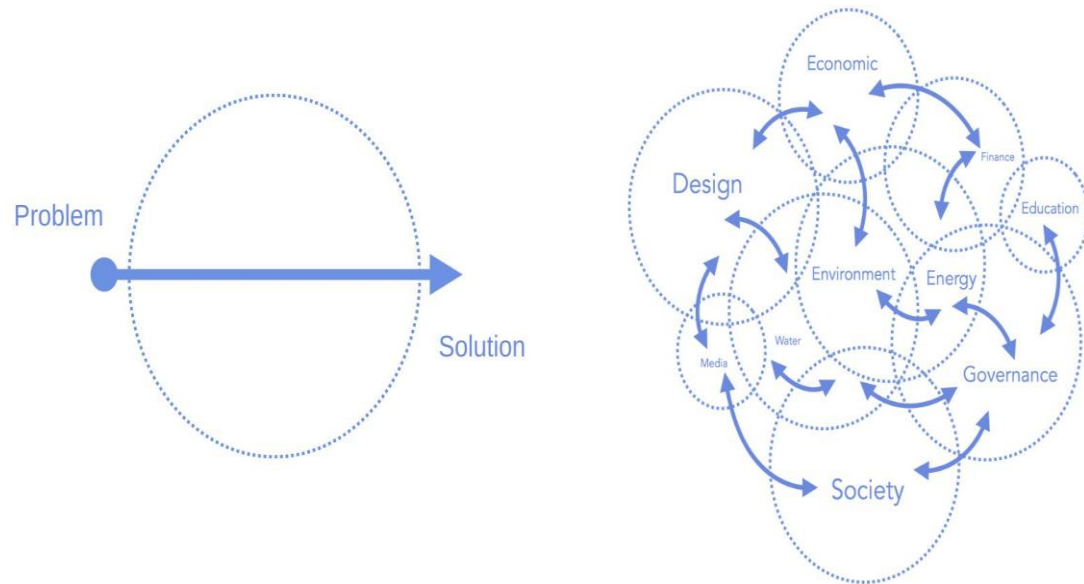 Problem
Solution
Economic
Finance
Design
Education
Environment
Energy
Water
Media
Governance
Society